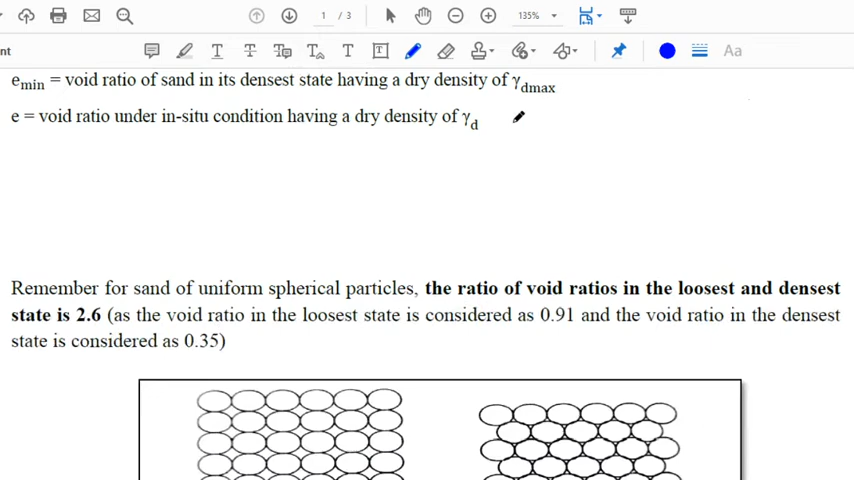 1 / 3
135%
nt
T T T T T
Aa
e_min = void ratio of sand in its densest state having a dry density of γ_dmax
e = void ratio under in-situ condition having a dry density of γ_d
Remember for sand of uniform spherical particles, the ratio of void ratios in the loosest and densest
state is 2.6 (as the void ratio in the loosest state is considered as 0.91 and the void ratio in the densest
state is considered as 0.35)